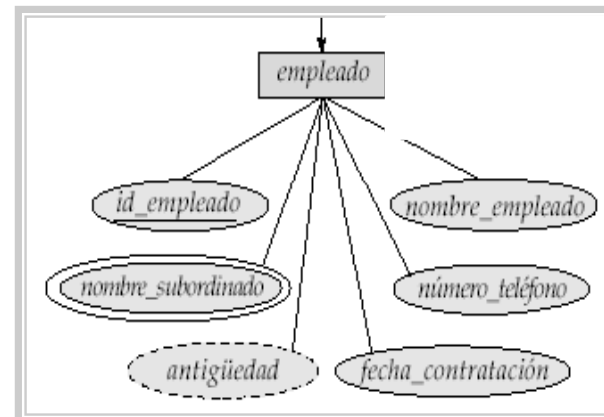 empleado
id_empleado
nombre_empleado
nombre_subordinado
número_teléfono
antigüedad
fecha_contratación